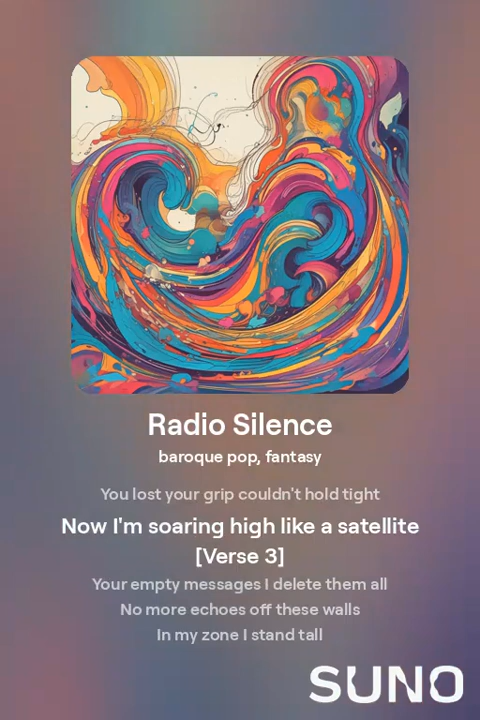 Radio Silence
baroque pop, fantasy
You lost your grip couldn't hold tight
Now I'm soaring high like a satellite
[Verse 3]
Your empty messages I delete them all
No more echoes off these walls
In my zone I stand tall
SUNO